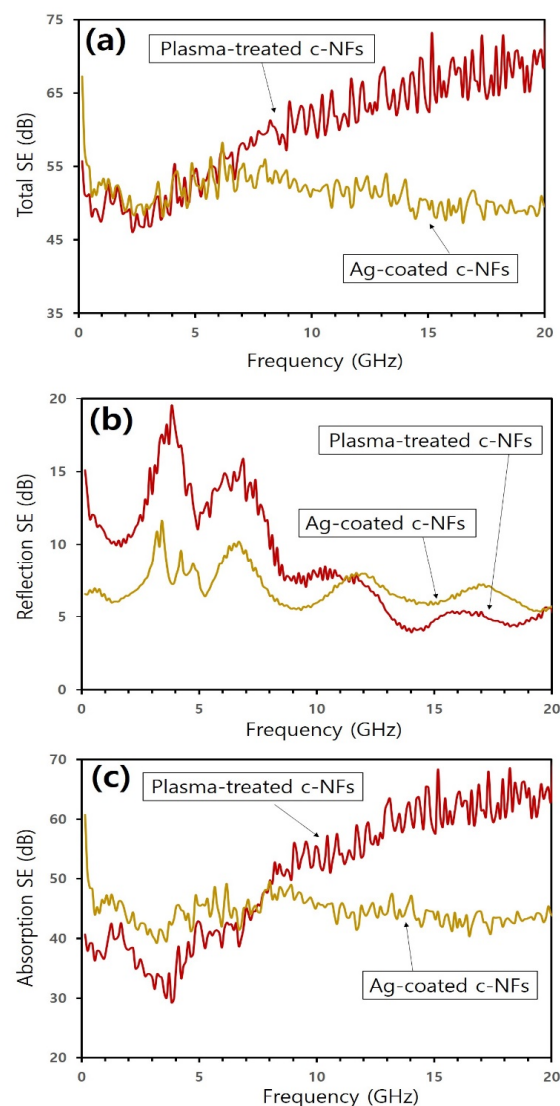 (a)
Plasma-treated c-NFs
Ag-coated c-NFs
Total SE (dB)
75
65
55
45
35
0
5
10
15
20
Frequency (GHz)
(b)
Plasma-treated c-NFs
Ag-coated c-NFs
Reflection SE (dB)
20
15
10
5
0
0
5
10
15
20
Frequency (GHz)
(c)
Plasma-treated c-NFs
Ag-coated c-NFs
Absorption SE (dB)
70
60
50
40
30
20
0
5
10
15
20
Frequency (GHz)